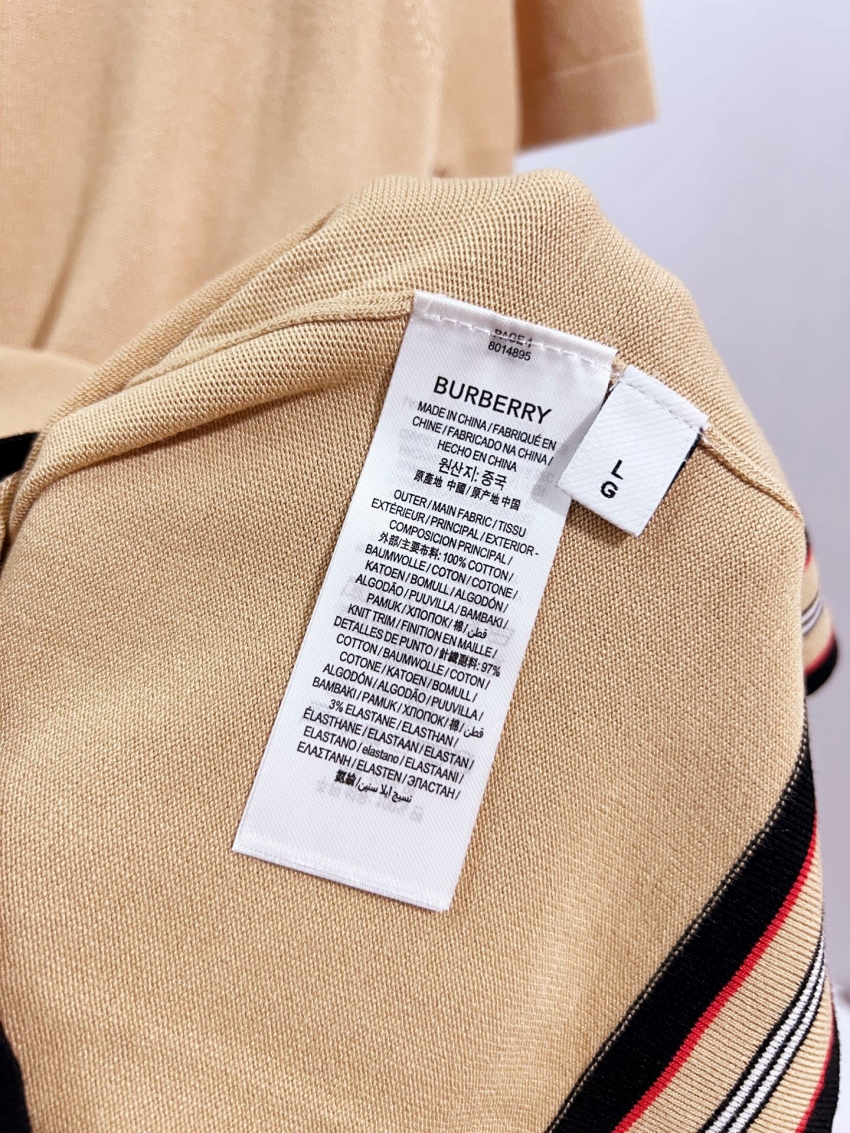 PAGE 1
8014895
BURBERRY
MADE IN CHINA / FABRIQUÉ EN
CHINE / FABRICADO NA CHINA /
HECHO EN CHINA
원산지: 중국
原產地 中國 / 原产地 中国
OUTER / MAIN FABRIC / TISSU
EXTÉRIEUR / PRINCIPAL / EXTERIOR -
COMPOSICION PRINCIPAL /
外部/主要布料: 100% COTTON /
BAUMWOLLE / COTON / COTONE /
KATOEN / BOMULL / ALGODÓN /
ALGODÃO / PUUVILLA / BAMBAKI /
PAMUK / ХЛОПОК / 棉 / قطن /
KNIT TRIM / FINITION EN MAILLE /
DETALLES DE PUNTO / 針織副料: 97%
COTTON / BAUMWOLLE / COTON /
COTONE / KATOEN / BOMULL /
ALGODÓN / ALGODÃO / PUUVILLA /
BAMBAKI / PAMUK / ХЛОПОК / 棉 / قطن /
3% ELASTANE / ELASTHAN /
ÉLASTHANE / ELASTAAN / ELASTAN /
ELASTANO / elastano / ELASTAANI /
ΕΛΑΣΤΑΝΗ / ELASTEN / ЭЛАСТАН /
氨綸 / نسيج ايلا ستين
L
G